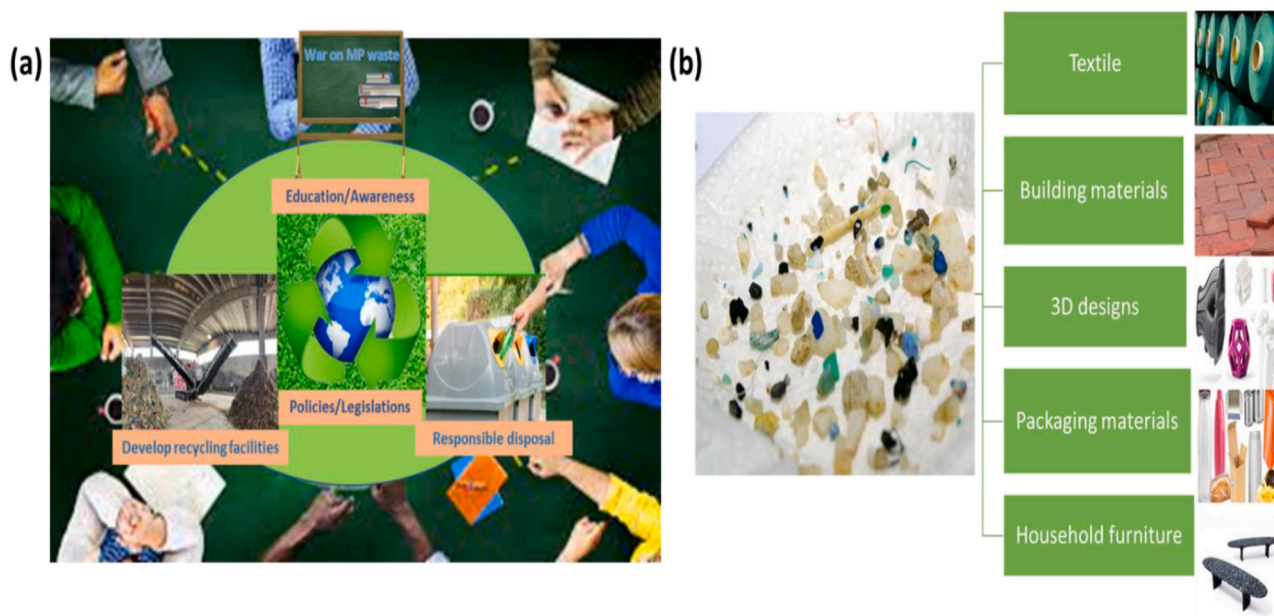 (a)
War on MP waste
Education/Awareness
Policies/Legislations
Develop recycling facilities
Responsible disposal
(b)
Textile
Building materials
3D designs
Packaging materials
Household furniture